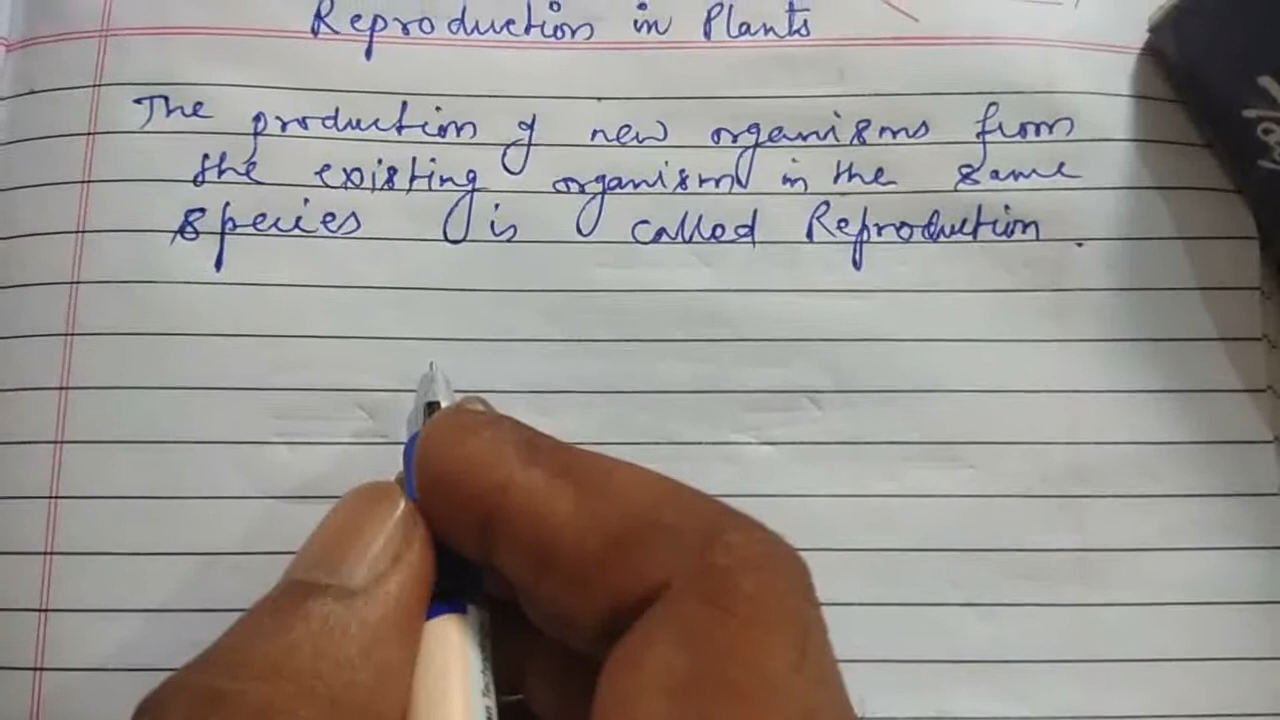 Reproduction in Plants
The production of new organisms from
the existing organism in the same
species is called Reproduction.